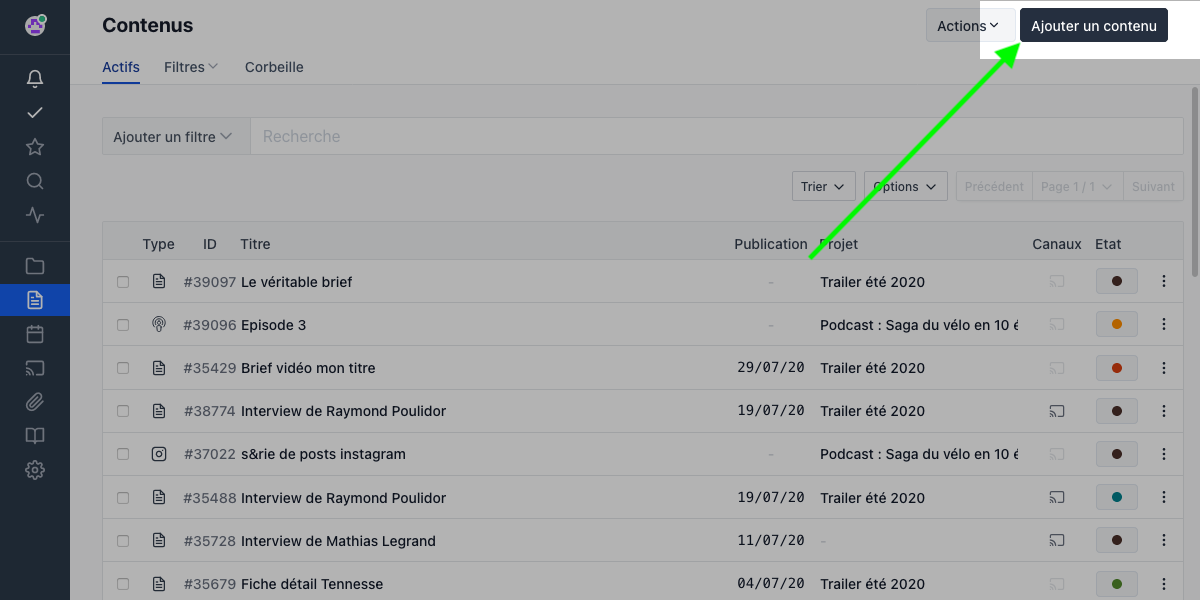 Contenus
Actions
Ajouter un contenu
Actifs
Filtres
Corbeille
Ajouter un filtre
Recherche
Trier
Options
Précédent
Page 1 / 1
Suivant
Type ID Titre Publication Projet Canaux Etat
#39097 Le véritable brief - Trailer été 2020
#39096 Episode 3 - Podcast : Saga du vélo en 10 é
#35429 Brief vidéo mon titre 29/07/20 Trailer été 2020
#38774 Interview de Raymond Poulidor 19/07/20 Trailer été 2020
#37022 s&rie de posts instagram - Podcast : Saga du vélo en 10 é
#35488 Interview de Raymond Poulidor 19/07/20 Trailer été 2020
#35728 Interview de Mathias Legrand 11/07/20 -
#35679 Fiche détail Tennesse 04/07/20 Trailer été 2020